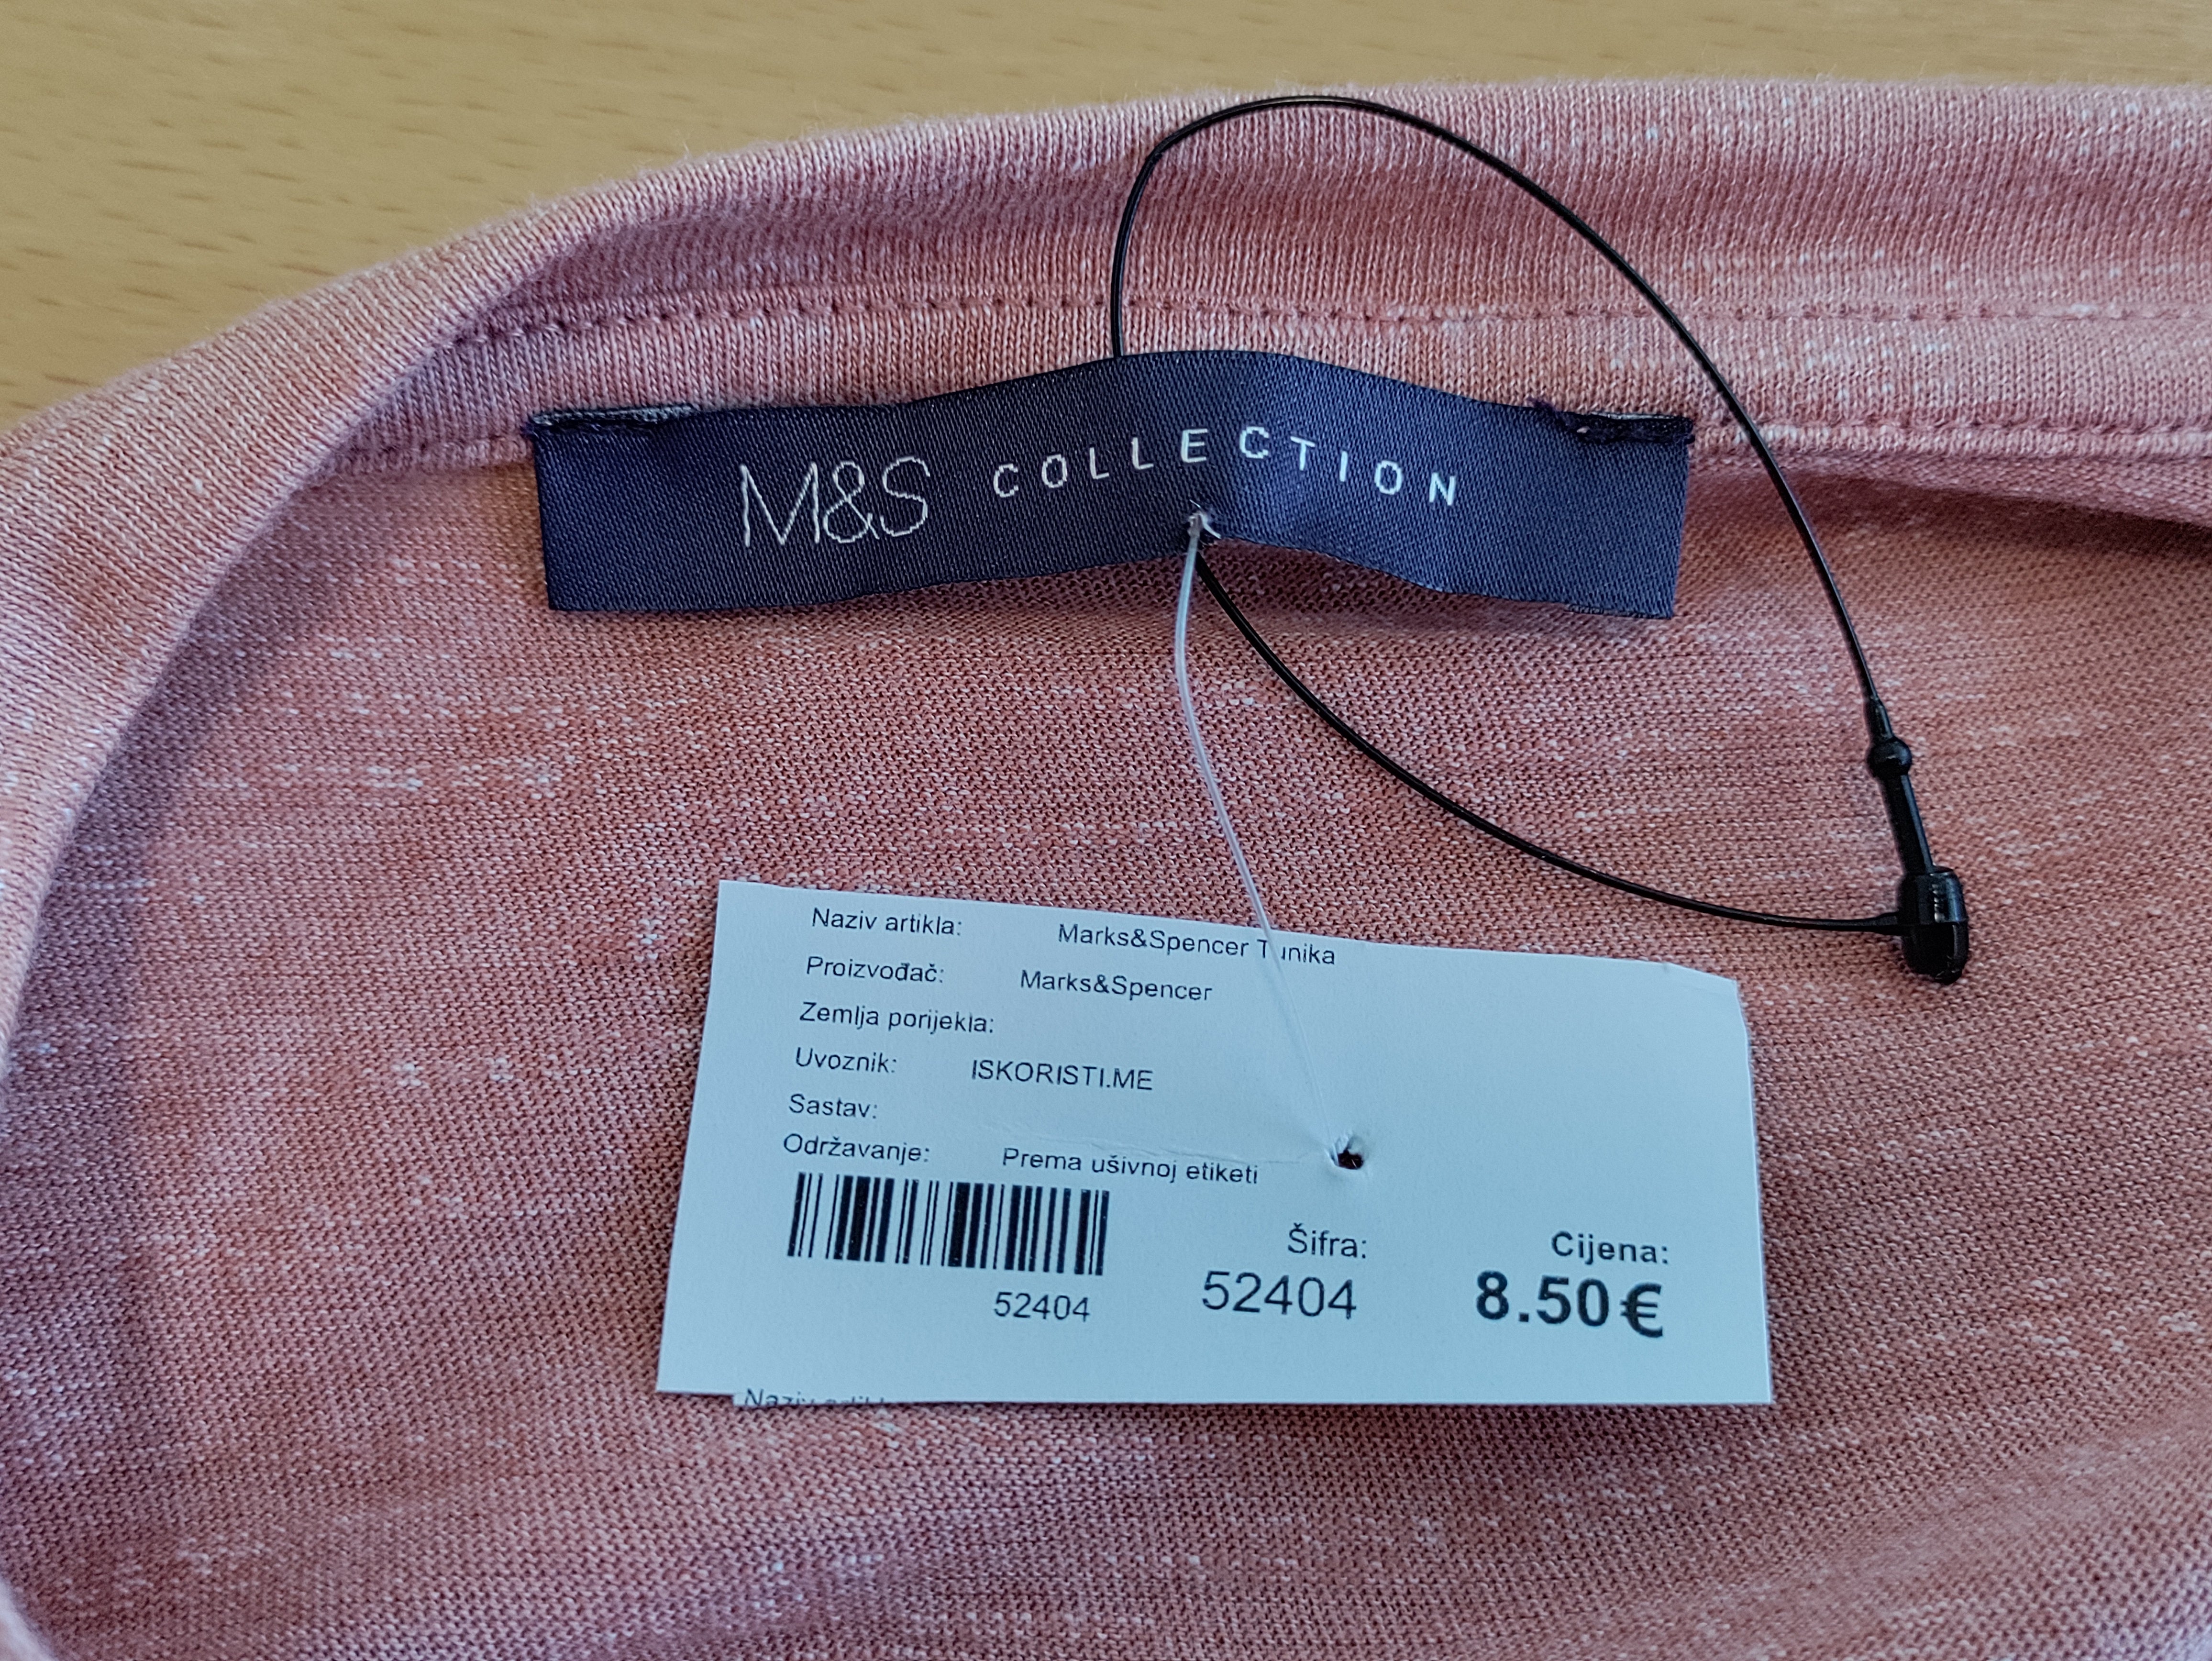 M&S COLLECTION
Naziv artikla: Marks&Spencer Tunika
Proizvođač: Marks&Spencer
Zemlja porijekla:
Uvoznik: ISKORISTI.ME
Sastav:
Održavanje: Prema ušivnoj etiketi
52404
Šifra:
52404
Cijena:
8.50€
Naziv